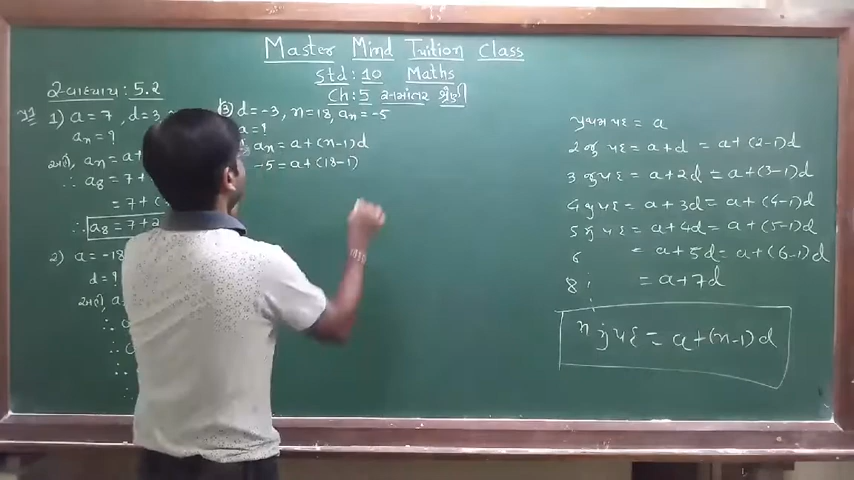 Master Mind Tuition Class
Std : 10 Maths
Ch : 5 સમાંતર શ્રેણી
સ્વાધ્યાય : 5.2
1) a = 7, d = 3
an = ?
an = a+
∴ a8 = 7+
= 7+(
∴ a8 = 7+2
2) a = -18
d = ?
③ d = -3, n = 18, an = -5
a = ?
an = a+(n-1)d
-5 = a+(18-1)
પ્રથમ પદ = a
2 જુ પદ = a+d = a+(2-1)d
3 જુ પદ = a+2d = a+(3-1)d
4 થુ પદ = a+3d = a+(4-1)d
5 મુ પદ = a+4d = a+(5-1)d
6 = a+5d = a+(6-1)d
8 = a+7d
n મું પદ = a+(n-1)d